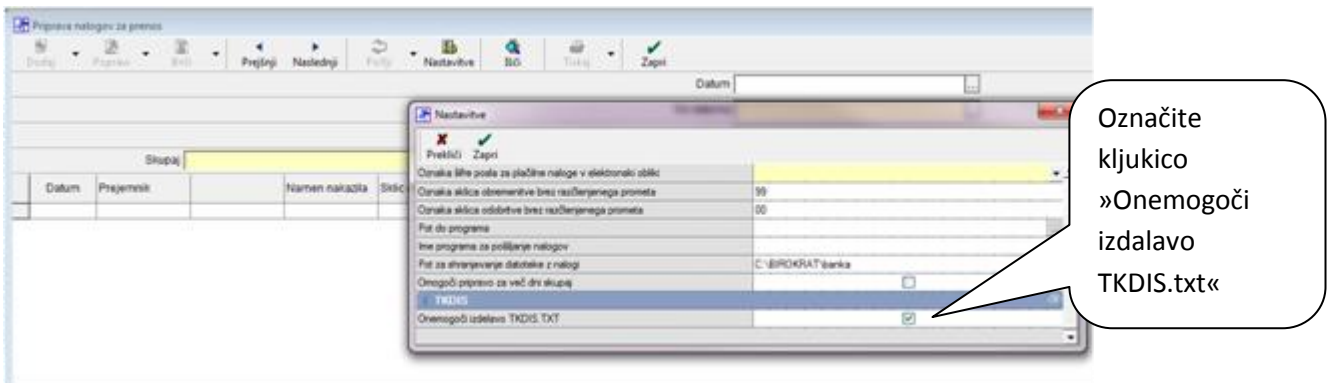 Priprava nalogov za prenos
Dodaj Popravi Briši Prejšnji Naslednji Pošlji Nastavitve Išči Tiskaj Zapri
Datum
Nastavitve
Prekliči Zapri
Oznaka šifre posla za plačilne naloge v elektronski obliki
Oznaka sklica obremenitve brez razčlenjenega prometa 99
Oznaka sklica odobritve brez razčlenjenega prometa 00
Pot do programa
Ime programa za pošiljanje nalogov
Pot za shranjevanje datoteke z nalogi C:\BIROKRAT\banka
Omogoči pripravo za več dni skupaj
TKDIS
Onemogoči izdelavo TKDIS.TXT
Skupaj
Datum Prejemnik Namen nakazila Sklic
Označite
kljukico
»Onemogoči
izdalavo
TKDIS.txt«